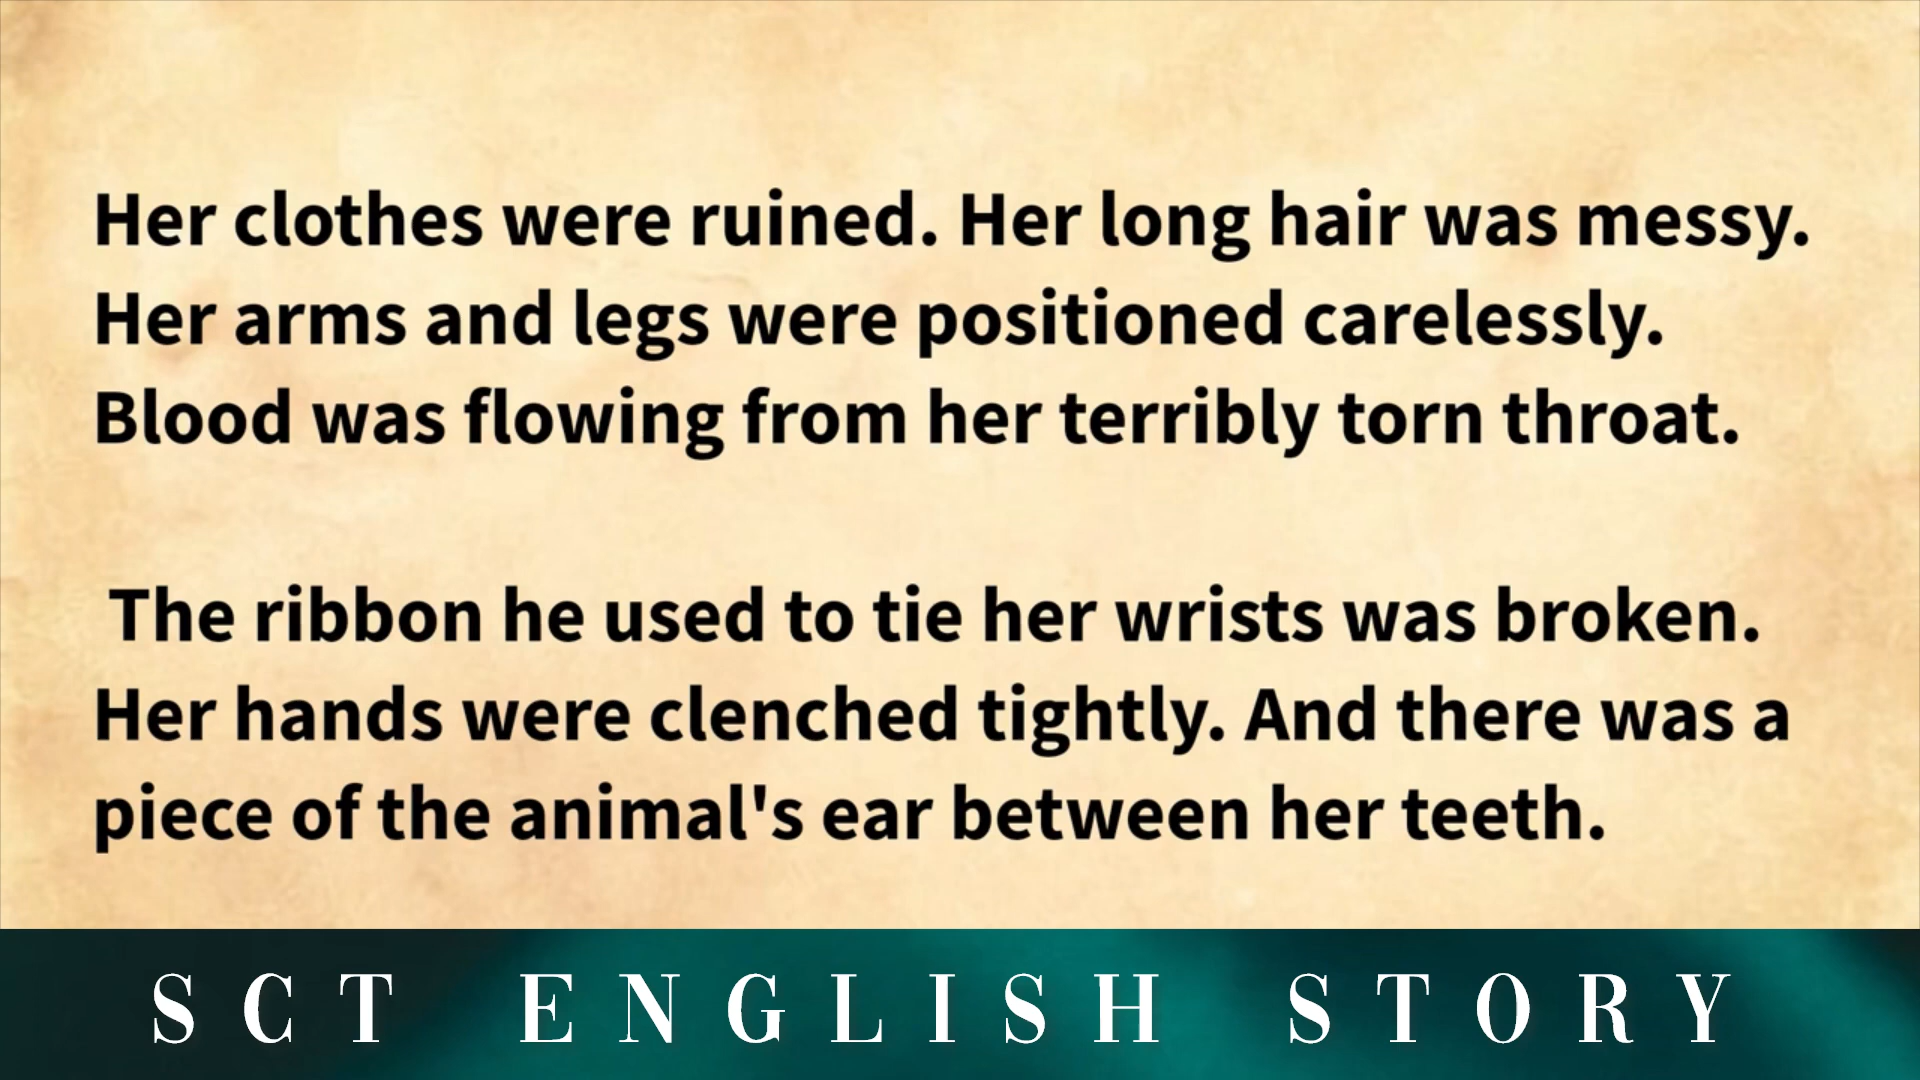 Her clothes were ruined. Her long hair was messy.
Her arms and legs were positioned carelessly.
Blood was flowing from her terribly torn throat.
The ribbon he used to tie her wrists was broken.
Her hands were clenched tightly. And there was a
piece of the animal's ear between her teeth.
SCT ENGLISH STORY